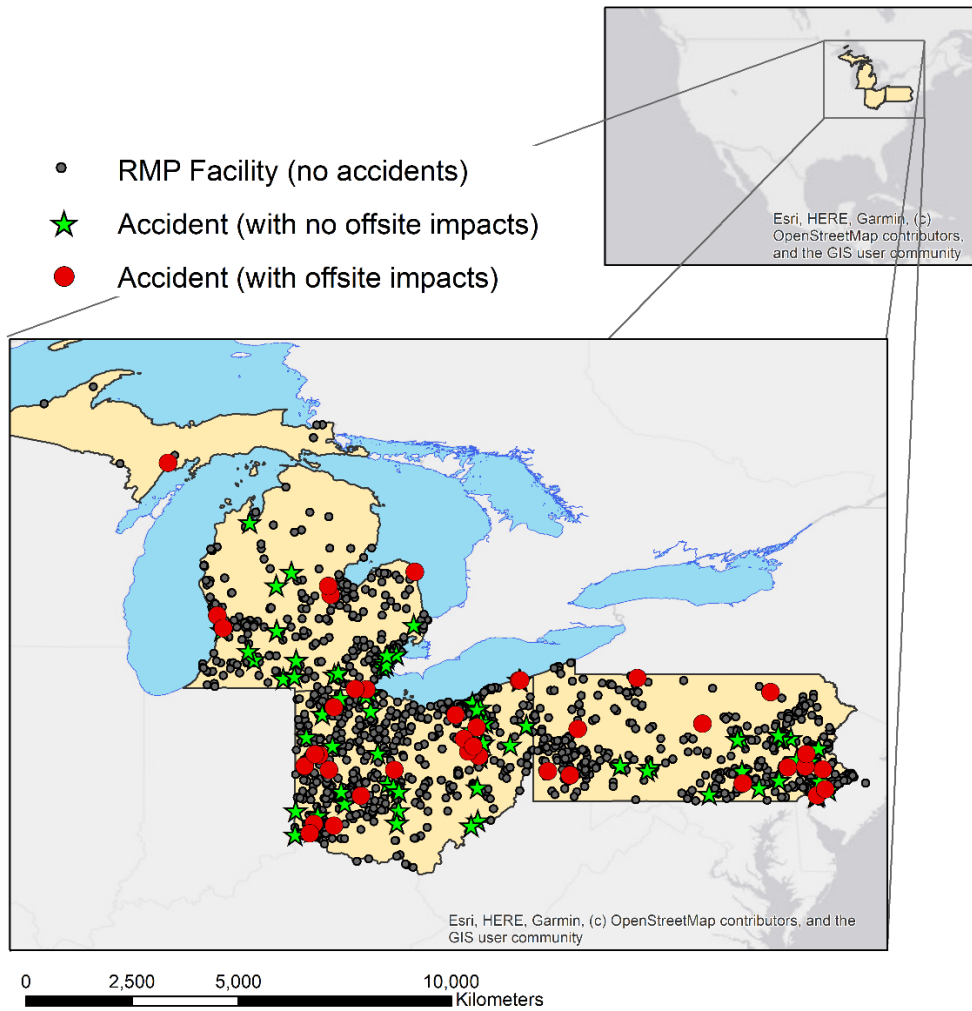 RMP Facility (no accidents)
Accident (with no offsite impacts)
Accident (with offsite impacts)
Esri, HERE, Garmin, (c)
OpenStreetMap contributors,
and the GIS user community
Esri, HERE, Garmin, (c) OpenStreetMap contributors, and the
GIS user community
0 2,500 5,000 10,000
Kilometers